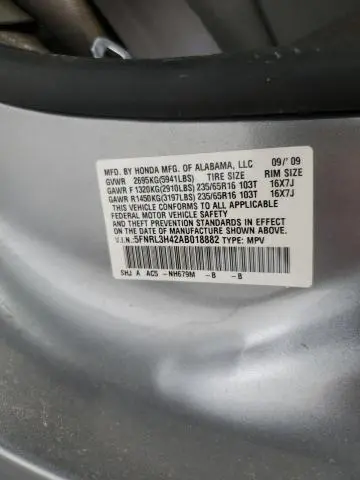 MFD. BY HONDA MFG. OF ALABAMA, LLC 09/'09
GVWR 2695KG(5941LBS) TIRE SIZE RIM SIZE
GAWR F 1320KG(2910LBS) 235/65R16 103T 16X7J
GAWR R 1450KG(3197LBS) 235/65R16 103T 16X7J
THIS VEHICLE CONFORMS TO ALL APPLICABLE
FEDERAL MOTOR VEHICLE SAFETY AND THEFT
PREVENTION STANDARDS IN EFFECT ON THE
DATE OF MANUFACTURE SHOWN ABOVE.
V.I.N.:5FNRL3H42AB018882 TYPE: MPV
SHJ A AC5 -NH679M -B -B